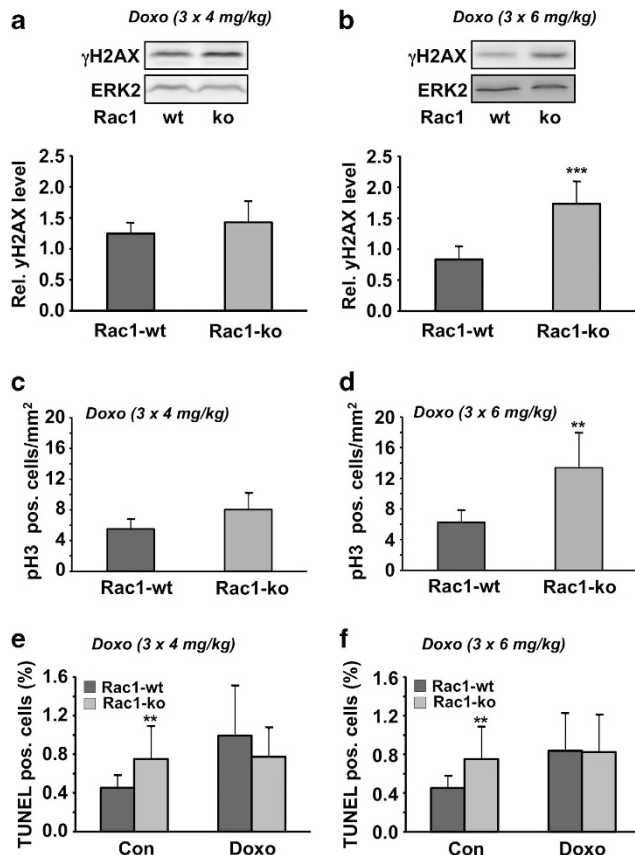 a
Doxo (3 x 4 mg/kg)
γH2AX
ERK2
Rac1 wt ko
2.5
2.0
1.5
1.0
0.5
0.0
Rel. yH2AX level
Rac1-wt Rac1-ko
b
Doxo (3 x 6 mg/kg)
γH2AX
ERK2
Rac1 wt ko
2.5
2.0
1.5
1.0
0.5
0.0
Rel. yH2AX level
***
Rac1-wt Rac1-ko
c
Doxo (3 x 4 mg/kg)
20
16
12
8
4
0
pH3 pos. cells/mm²
Rac1-wt Rac1-ko
d
Doxo (3 x 6 mg/kg)
20
16
12
8
4
0
pH3 pos. cells/mm²
**
Rac1-wt Rac1-ko
e
Doxo (3 x 4 mg/kg)
1.6
1.2
0.8
0.4
0.0
TUNEL pos. cells (%)
Rac1-wt
Rac1-ko
**
Con Doxo
f
Doxo (3 x 6 mg/kg)
1.6
1.2
0.8
0.4
0.0
TUNEL pos. cells (%)
Rac1-wt
Rac1-ko
**
Con Doxo